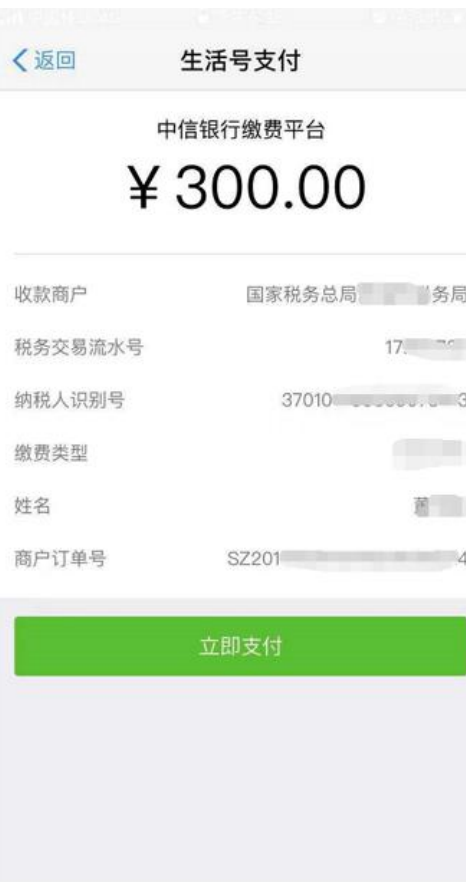 返回 生活号支付
中信银行缴费平台
¥ 300.00
收款商户 国家税务总局 务局
税务交易流水号 17
纳税人识别号 37010 3
缴费类型
姓名 萧
商户订单号 SZ201 4
立即支付